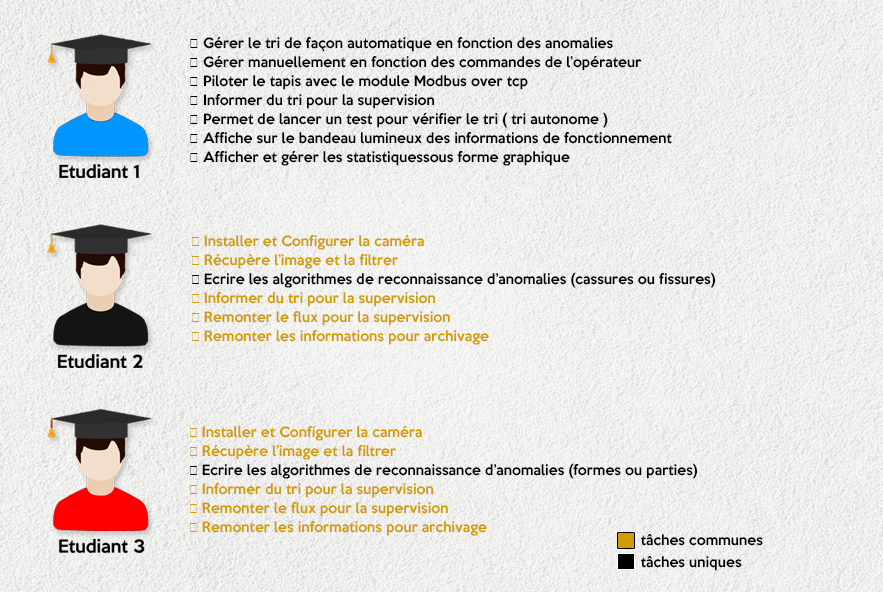 Gérer le tri de façon automatique en fonction des anomalies
Gérer manuellement en fonction des commandes de l'opérateur
Piloter le tapis avec le module Modbus over tcp
Informer du tri pour la supervision
Permet de lancer un test pour vérifier le tri ( tri autonome )
Affiche sur le bandeau lumineux des informations de fonctionnement
Afficher et gérer les statistiquessous forme graphique
Etudiant 1
Installer et Configurer la caméra
Récupère l'image et la filtrer
Ecrire les algorithmes de reconnaissance d'anomalies (cassures ou fissures)
Informer du tri pour la supervision
Remonter le flux pour la supervision
Remonter les informations pour archivage
Etudiant 2
Installer et Configurer la caméra
Récupère l'image et la filtrer
Ecrire les algorithmes de reconnaissance d'anomalies (formes ou parties)
Informer du tri pour la supervision
Remonter le flux pour la supervision
Remonter les informations pour archivage
Etudiant 3
tâches communes
tâches uniques